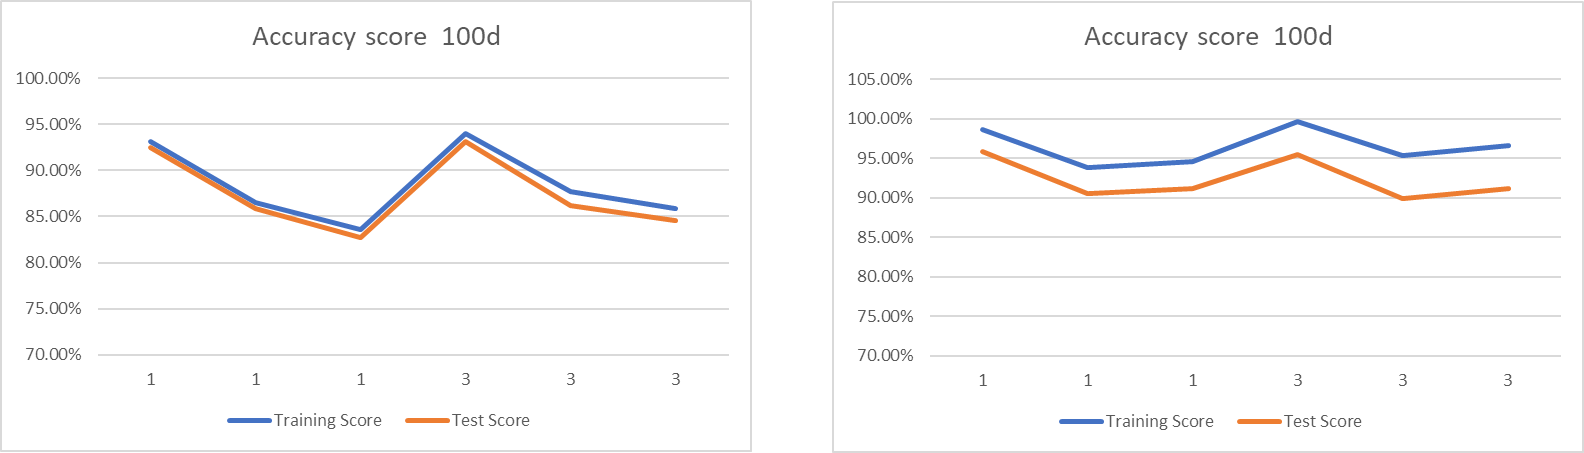 Accuracy score 100d
100.00%
95.00%
90.00%
85.00%
80.00%
75.00%
70.00%
1 1 1 3 3 3
Training Score Test Score
Accuracy score 100d
105.00%
100.00%
95.00%
90.00%
85.00%
80.00%
75.00%
70.00%
1 1 1 3 3 3
Training Score Test Score